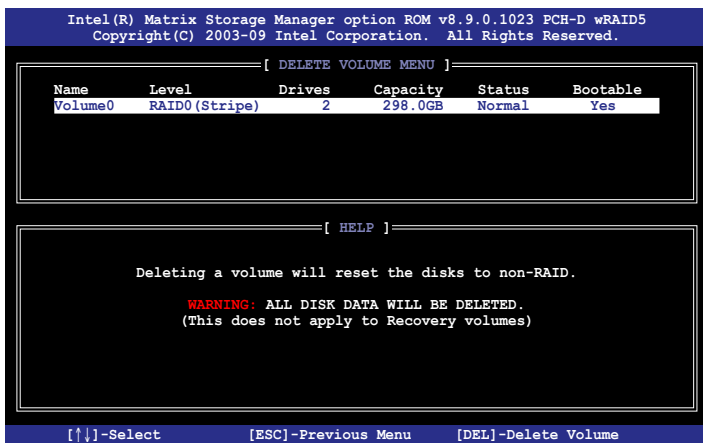 Intel(R) Matrix Storage Manager option ROM v8.9.0.1023 PCH-D wRAID5
Copyright(C) 2003-09 Intel Corporation. All Rights Reserved.
[ DELETE VOLUME MENU ]
Name Level Drives Capacity Status Bootable
Volume0 RAID0(Stripe) 2 298.0GB Normal Yes
[ HELP ]
Deleting a volume will reset the disks to non-RAID.
WARNING: ALL DISK DATA WILL BE DELETED.
(This does not apply to Recovery volumes)
[↑↓]-Select [ESC]-Previous Menu [DEL]-Delete Volume